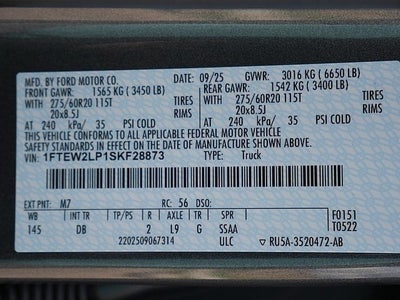 MFD. BY FORD MOTOR CO. 09/25 GVWR: 3016 KG ( 6650 LB)
FRONT GAWR: 1565 KG ( 3450 LB) REAR GAWR: 1542 KG ( 3400 LB)
WITH 275/60R20 115T TIRES WITH 275/60R20 115T TIRES
20x8.5J RIMS 20x8.5J RIMS
AT 240 kPa/ 35 PSI COLD AT 240 kPa/ 35 PSI COLD
THIS VEHICLE CONFORMS TO ALL APPLICABLE FEDERAL MOTOR VEHICLE
SAFETY STANDARDS IN EFFECT ON THE DATE OF MANUFACTURE SHOWN ABOVE.
VIN: 1FTEW2LP1SKF28873 TYPE: Truck
EXT PNT: M7 RC: 56 DSO:
WB INT TR TP/PS R AXLE TR SPR F0151
145 DB 2 L9 G SSAA T0522
2202509067314 ULC ▽ RU5A-3520472-AB